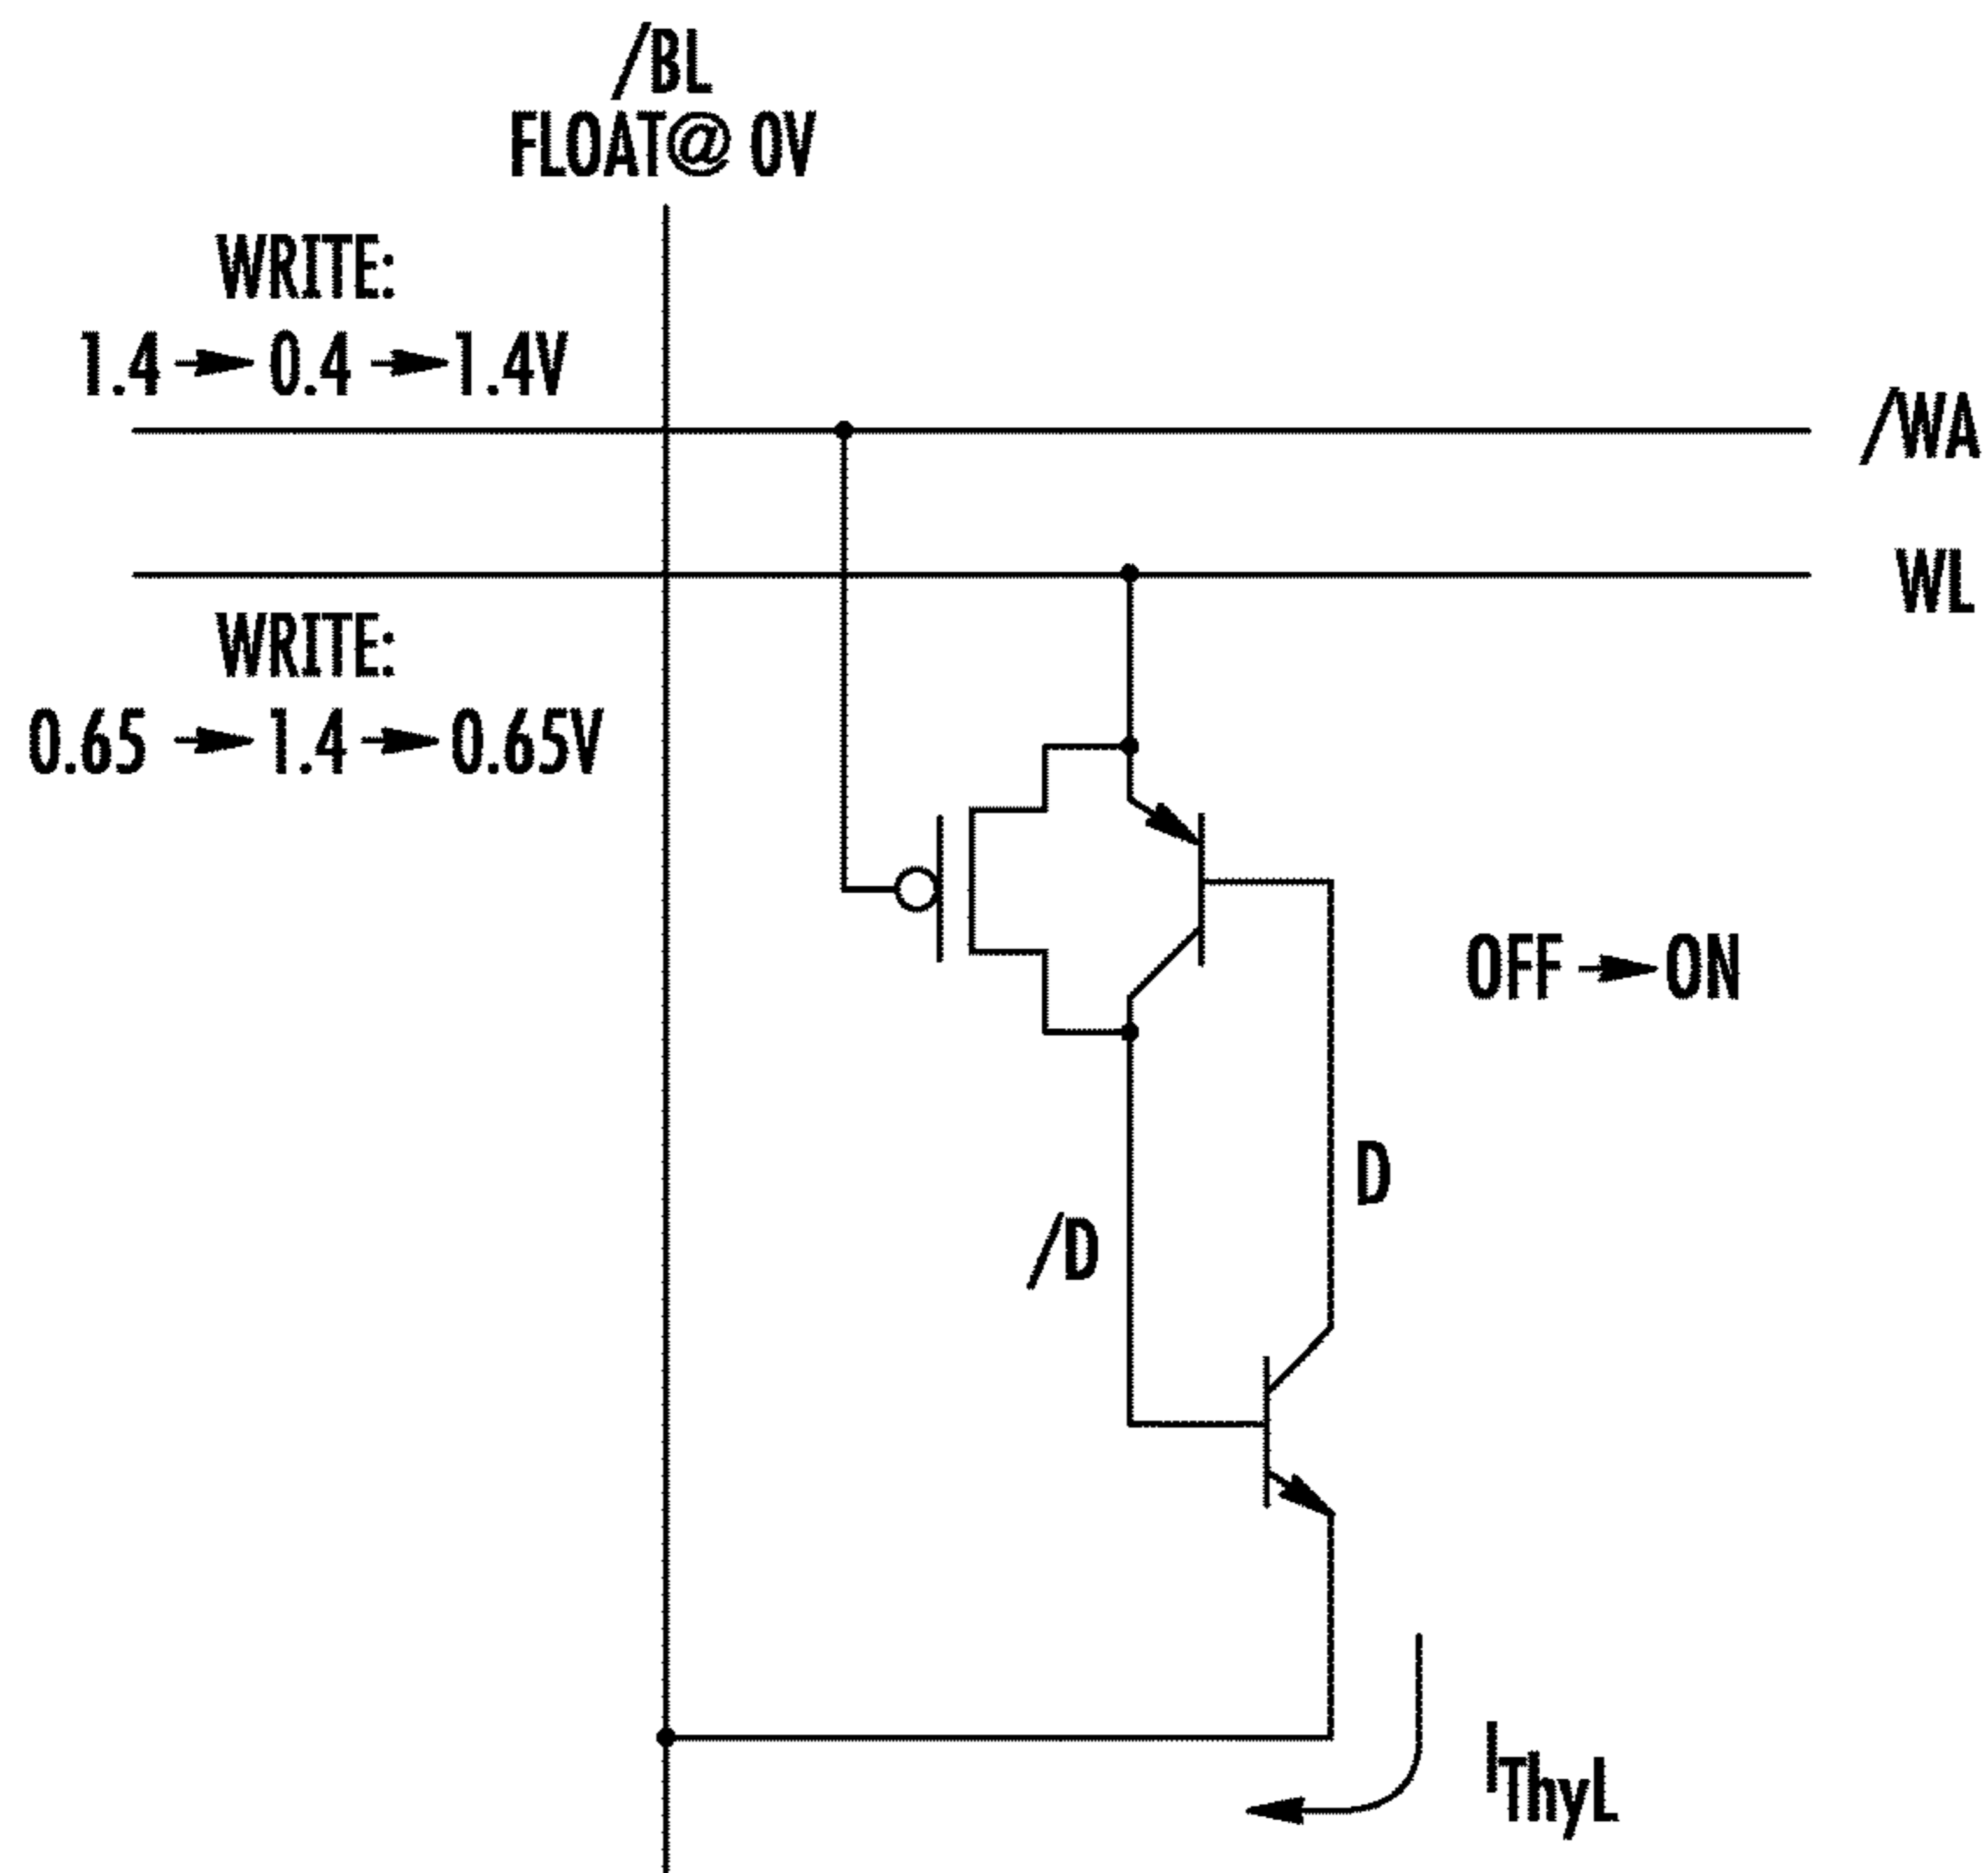 /BL
FLOAT@ 0V
WRITE:
1.4 → 0.4 → 1.4V
/WA
WL
WRITE:
0.65 → 1.4 → 0.65V
OFF → ON
D
/D
IThyL